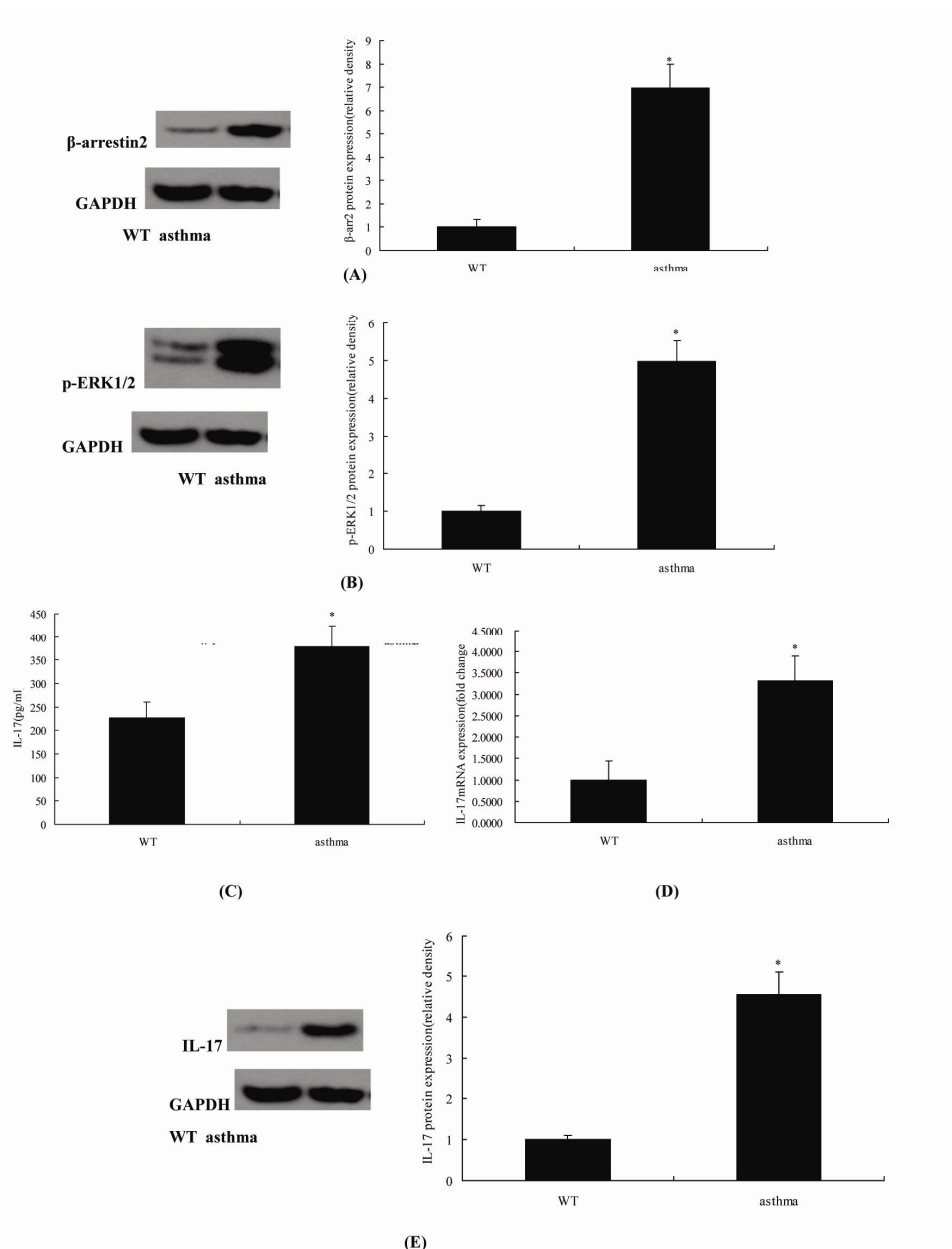 β-arrestin2
GAPDH
WT asthma
β-arr2 protein expression(relative density
9
8
7
6
5
4
3
2
1
0
*
WT
asthma
(A)
p-ERK1/2
GAPDH
WT asthma
p-ERK1/2 protein expression(relative density
6
5
4
3
2
1
0
*
WT
asthma
(B)
IL-17(pg/ml
450
400
350
300
250
200
150
100
50
0
*
WT
asthma
(C)
IL-17mRNA expression(fold change
4.5000
4.0000
3.5000
3.0000
2.5000
2.0000
1.5000
1.0000
0.5000
0.0000
*
WT
asthma
(D)
IL-17
GAPDH
WT asthma
IL-17 protein expression(relative density
6
5
4
3
2
1
0
*
WT
asthma
(E)